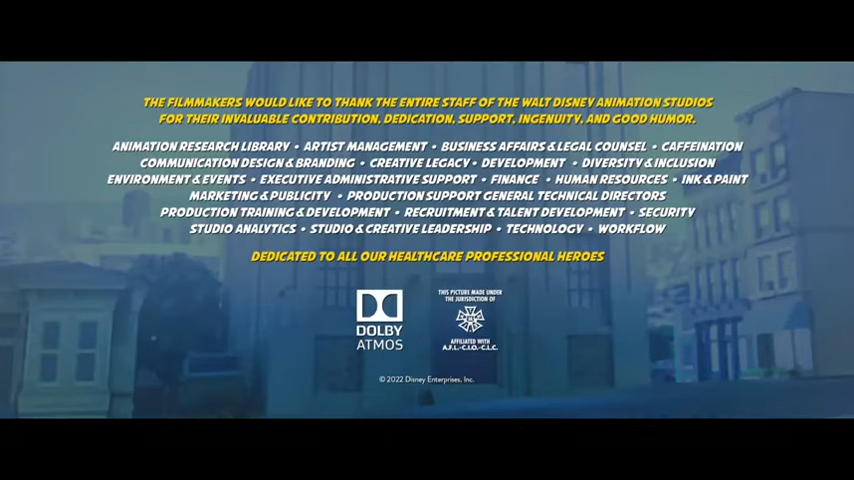 THE FILMMAKERS WOULD LIKE TO THANK THE ENTIRE STAFF OF THE WALT DISNEY ANIMATION STUDIOS
FOR THEIR INVALUABLE CONTRIBUTION, DEDICATION, SUPPORT, INGENUITY, AND GOOD HUMOR.
ANIMATION RESEARCH LIBRARY • ARTIST MANAGEMENT • BUSINESS AFFAIRS & LEGAL COUNSEL • CAFFEINATION
COMMUNICATION DESIGN & BRANDING • CREATIVE LEGACY • DEVELOPMENT • DIVERSITY & INCLUSION
ENVIRONMENT & EVENTS • EXECUTIVE ADMINISTRATIVE SUPPORT • FINANCE • HUMAN RESOURCES • INK & PAINT
MARKETING & PUBLICITY • PRODUCTION SUPPORT GENERAL TECHNICAL DIRECTORS
PRODUCTION TRAINING & DEVELOPMENT • RECRUITMENT & TALENT DEVELOPMENT • SECURITY
STUDIO ANALYTICS • STUDIO & CREATIVE LEADERSHIP • TECHNOLOGY • WORKFLOW
DEDICATED TO ALL OUR HEALTHCARE PROFESSIONAL HEROES
DOLBY
ATMOS
THIS PICTURE MADE UNDER
THE JURISDICTION OF
AFFILIATED WITH
A.F.L.-C.I.O.-C.L.C.
© 2022 Disney Enterprises, Inc.